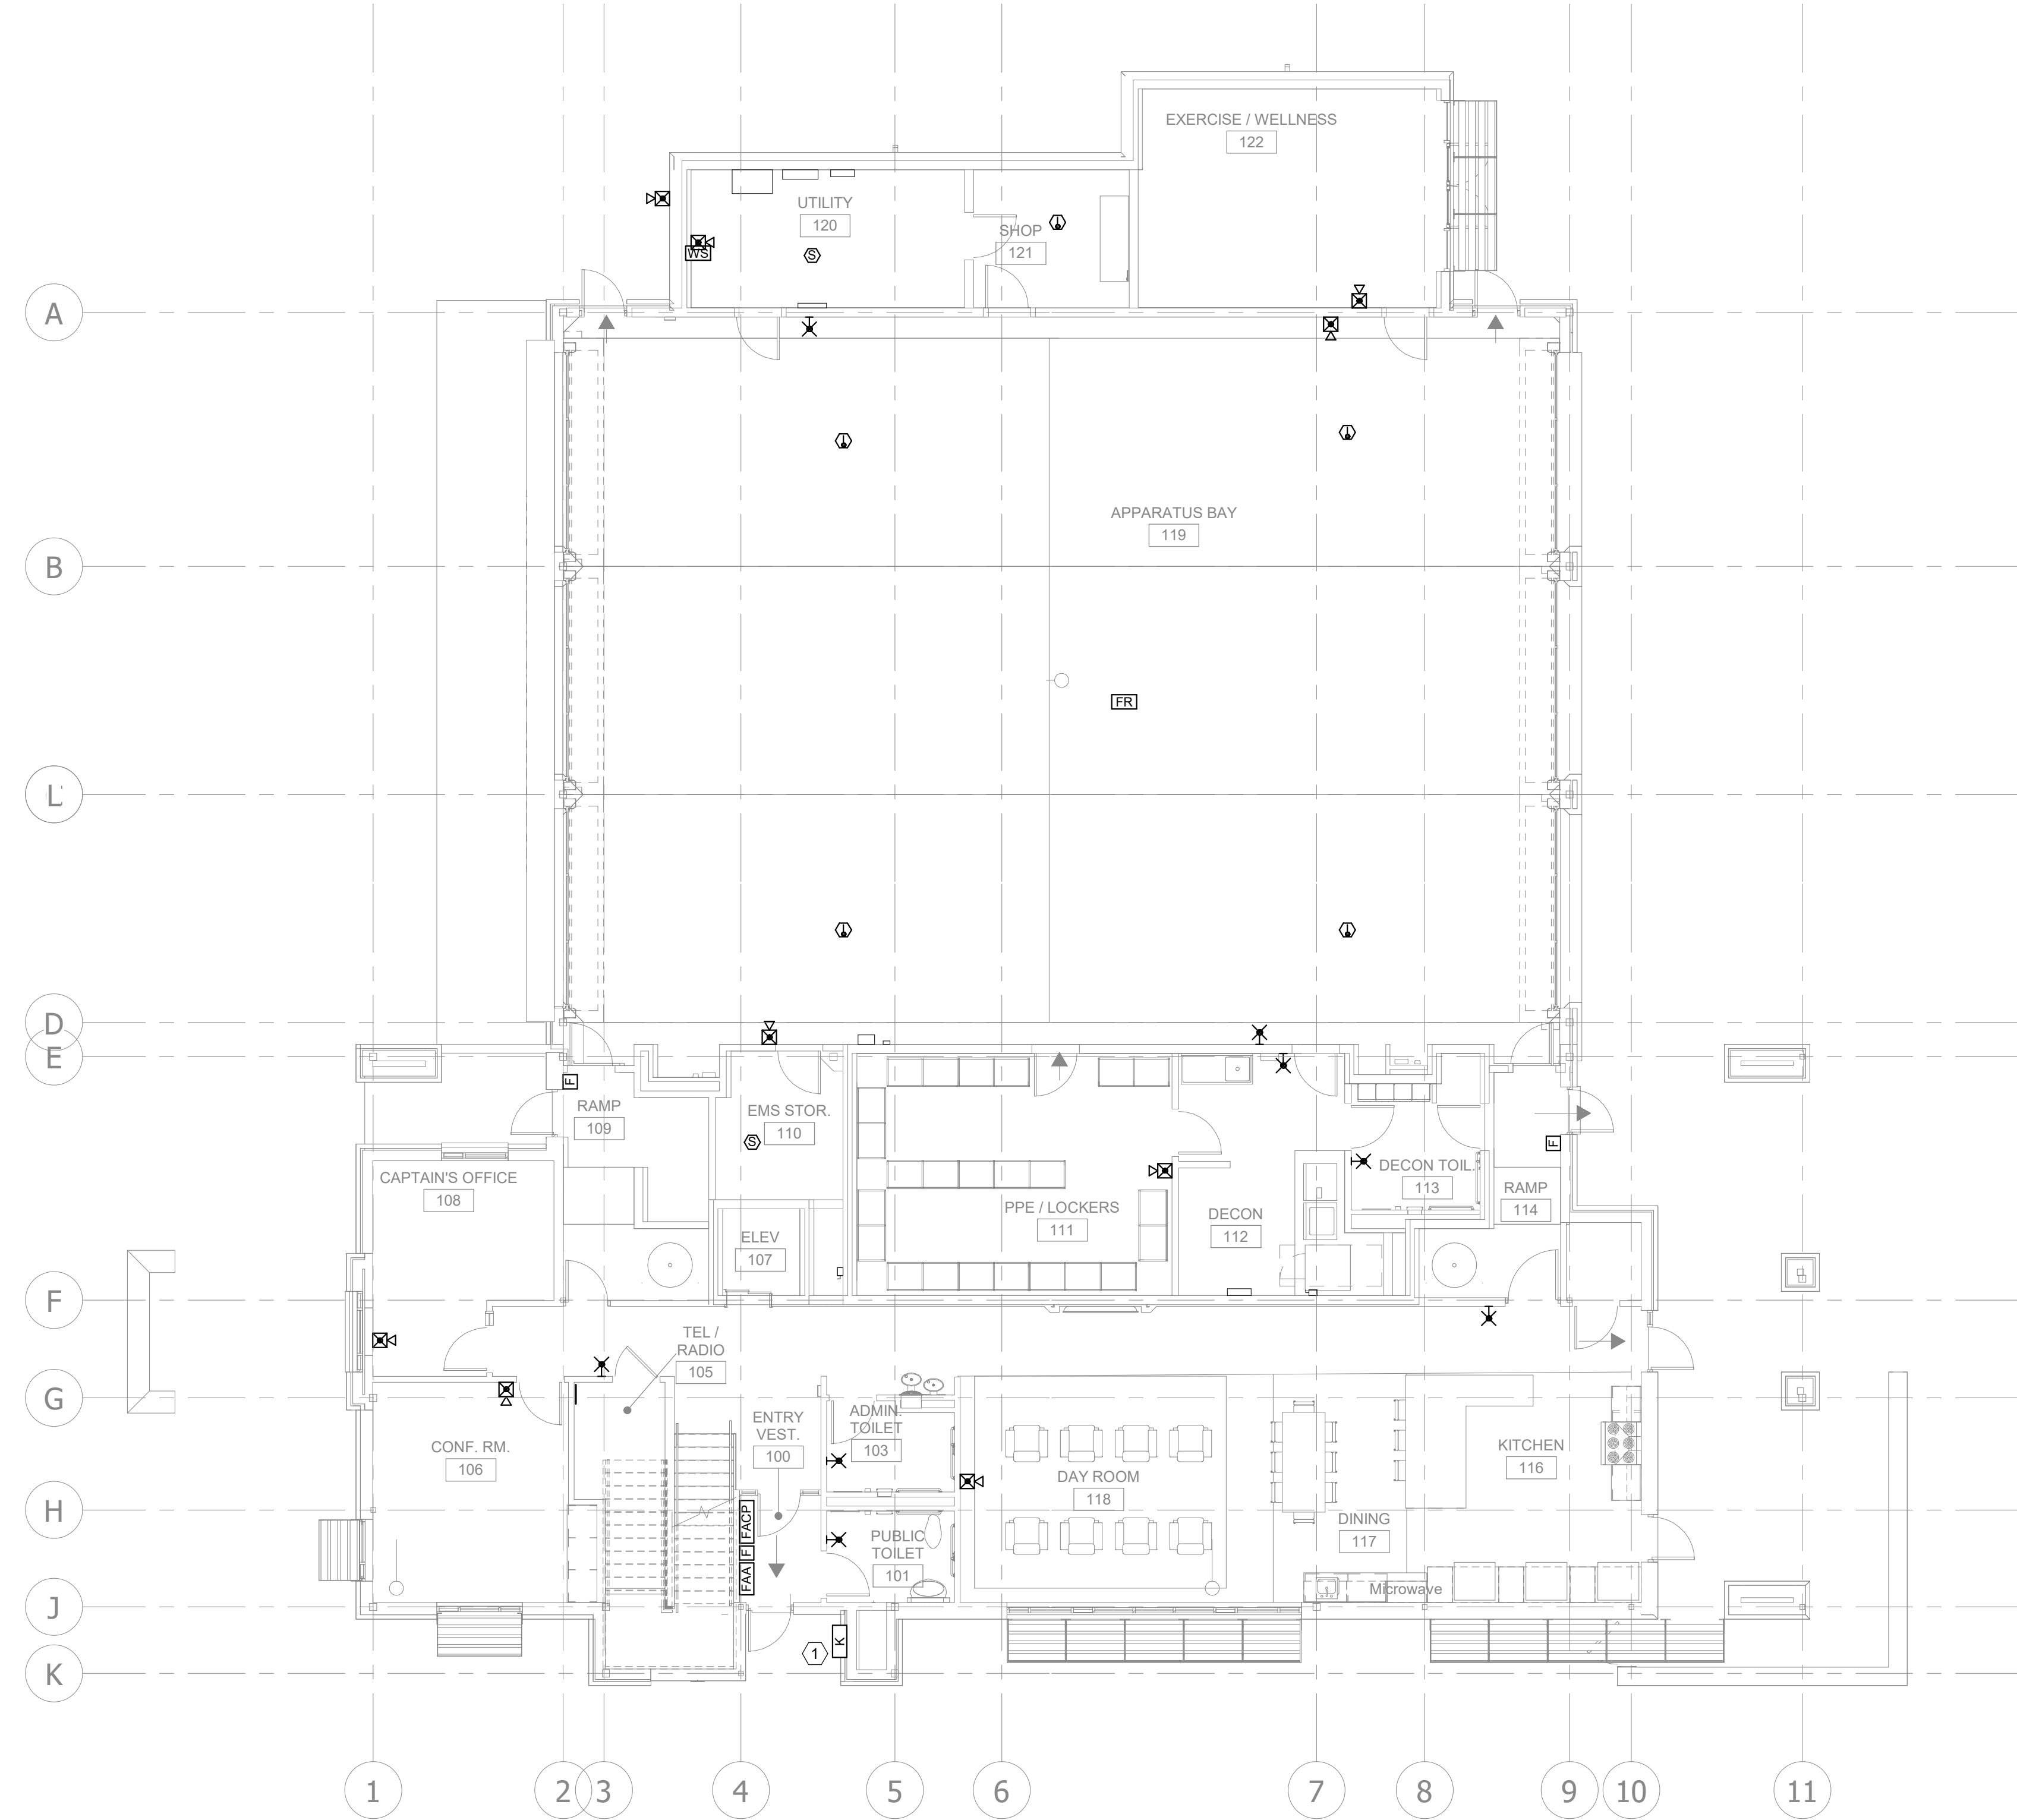 EXERCISE / WELLNESS
122
UTILITY
120
SHOP
121
WS
S
A
APPARATUS BAY
119
B
FR
L
D
E
F
RAMP
109
EMS STOR.
110
S
F
CAPTAIN'S OFFICE
108
DECON TOIL.
113
RAMP
114
PPE / LOCKERS
111
DECON
112
ELEV
107
F
TEL /
RADIO
105
G
ENTRY
VEST.
100
ADMIN.
TOILET
103
CONF. RM.
106
KITCHEN
116
DAY ROOM
118
H
FACP
F
FAA
DINING
117
PUBLIC
TOILET
101
Microwave
J
K
1
K
1
2
3
4
5
6
7
8
9
10
11